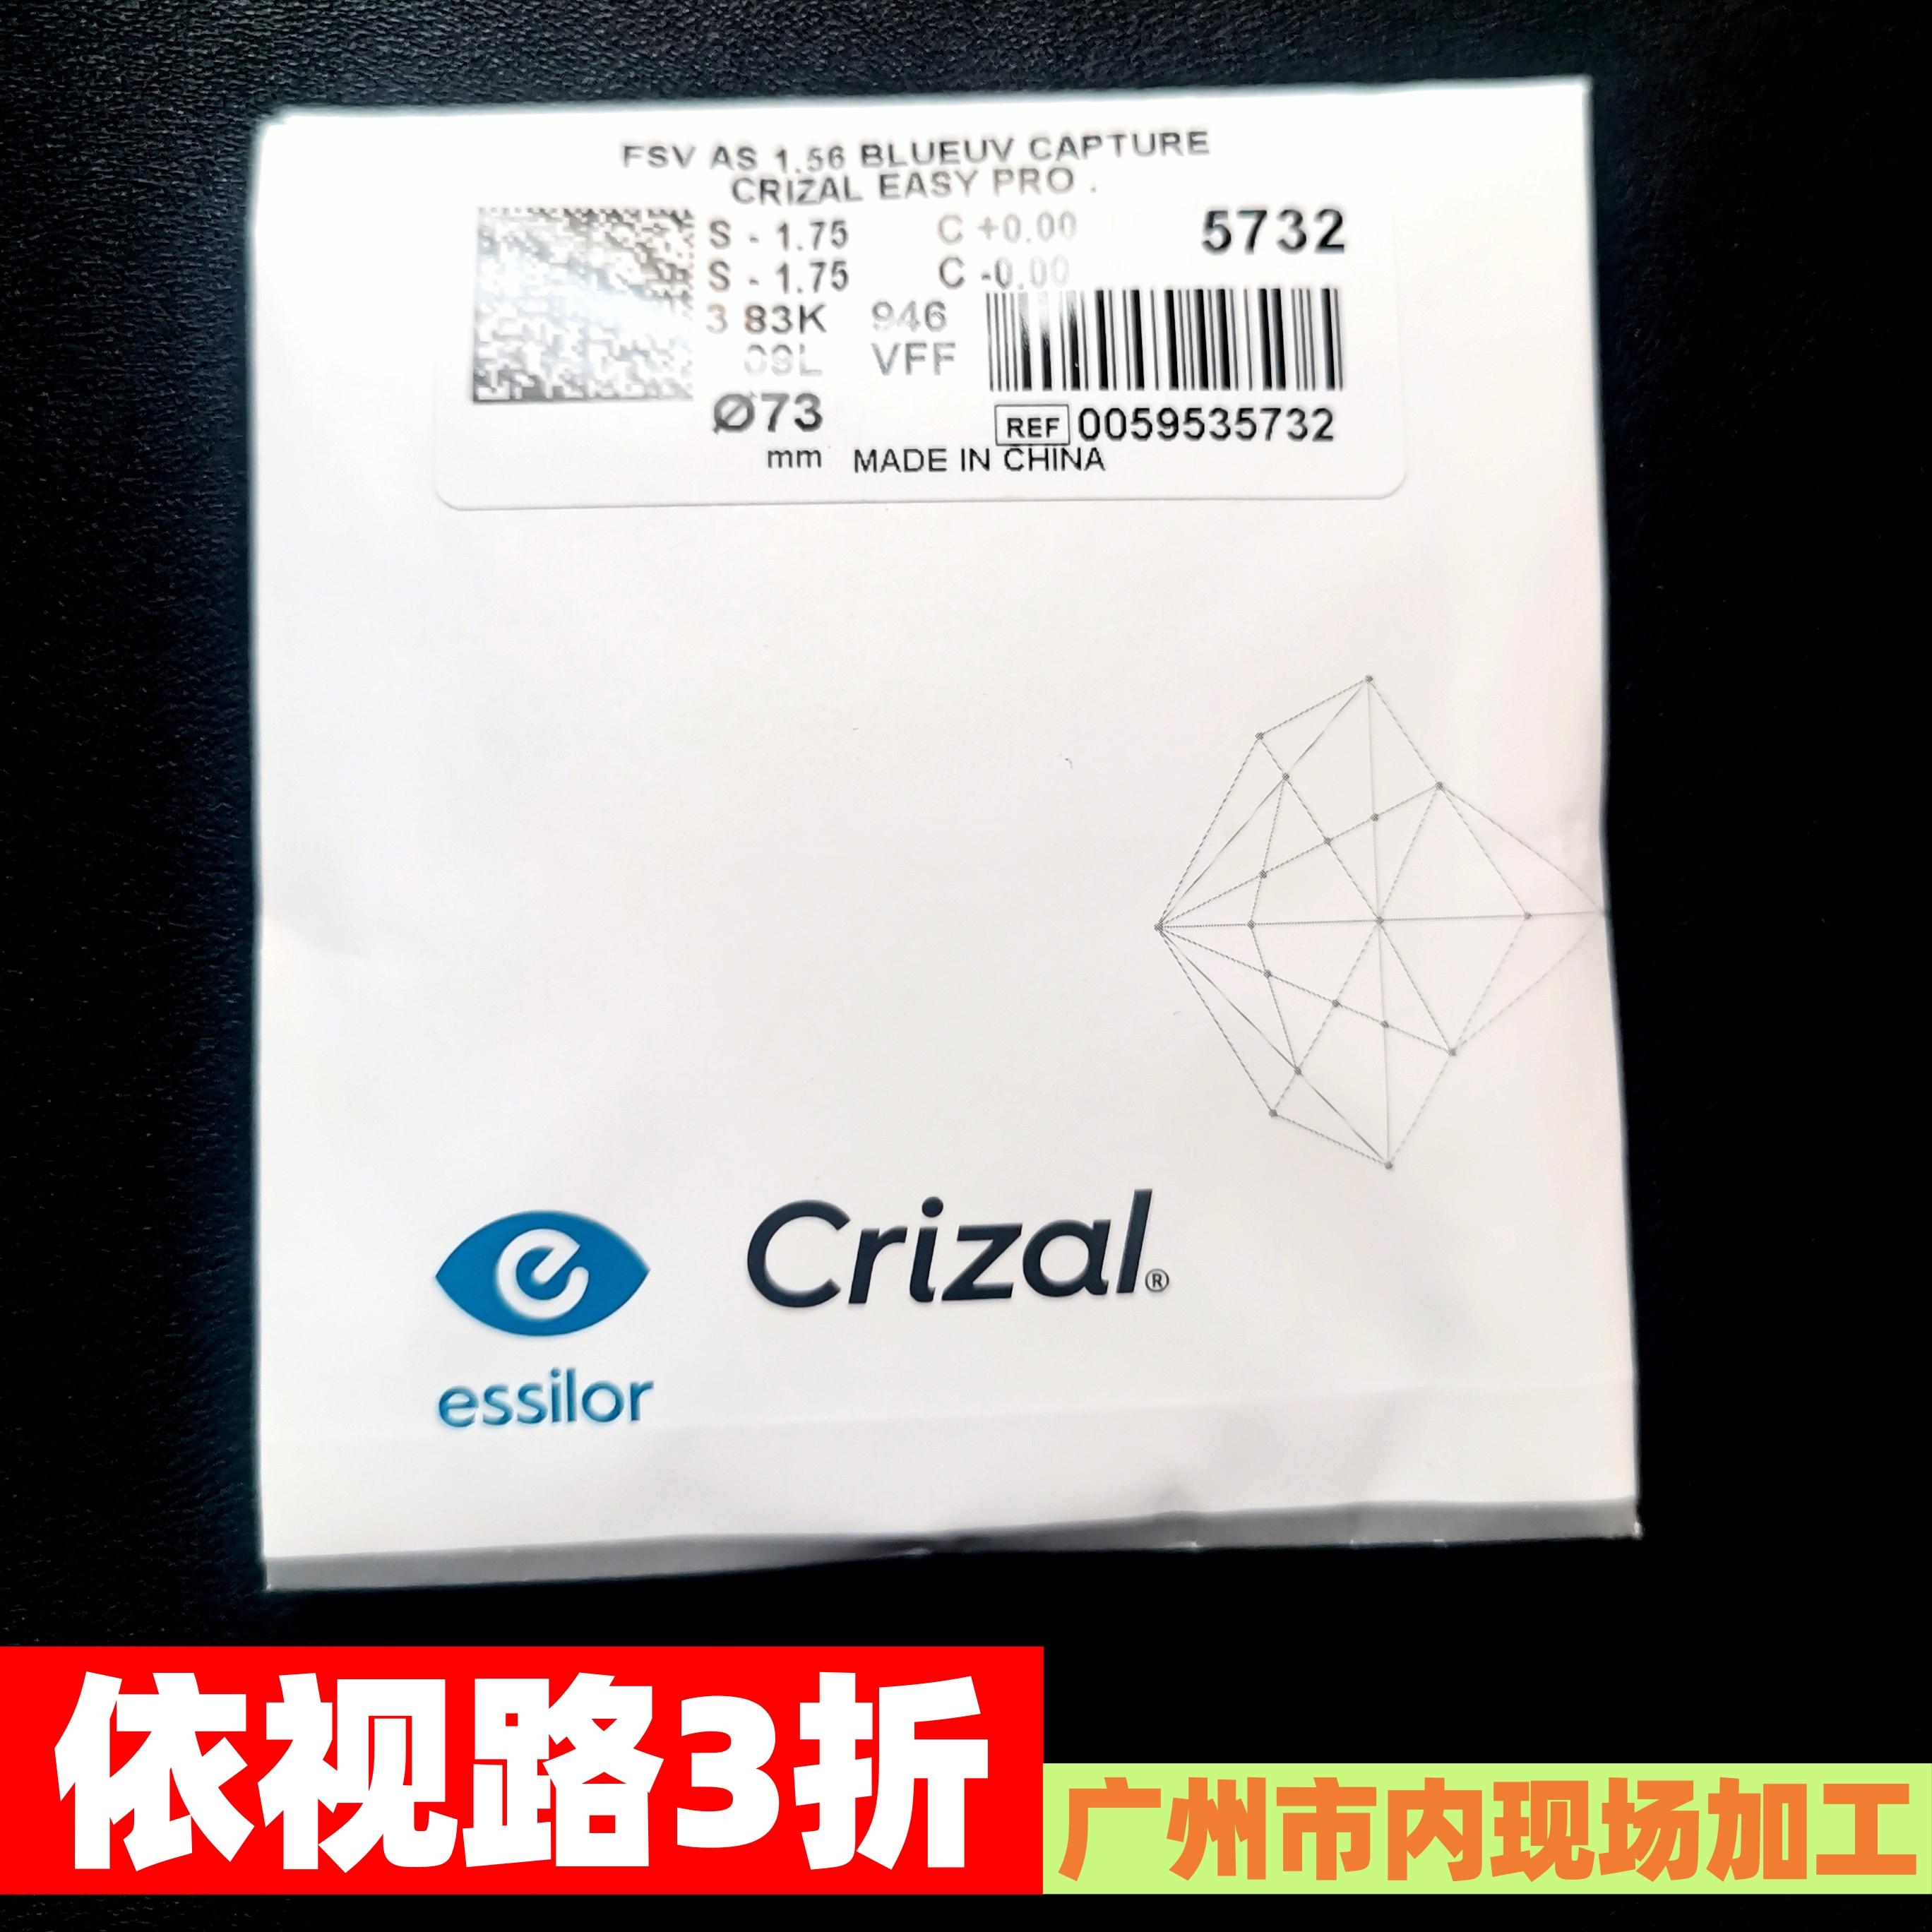 FSV AS 1.56 BLUEUV CAPTURE
CRIZAL EASY PRO .
S - 1.75 C +0.00 5732
S - 1.75 C -0.00
3 83K 946
09L VFF
Ø73
mm
REF 0059535732
MADE IN CHINA
essilor
Crizal®
依视路3折
广州市内现场加工